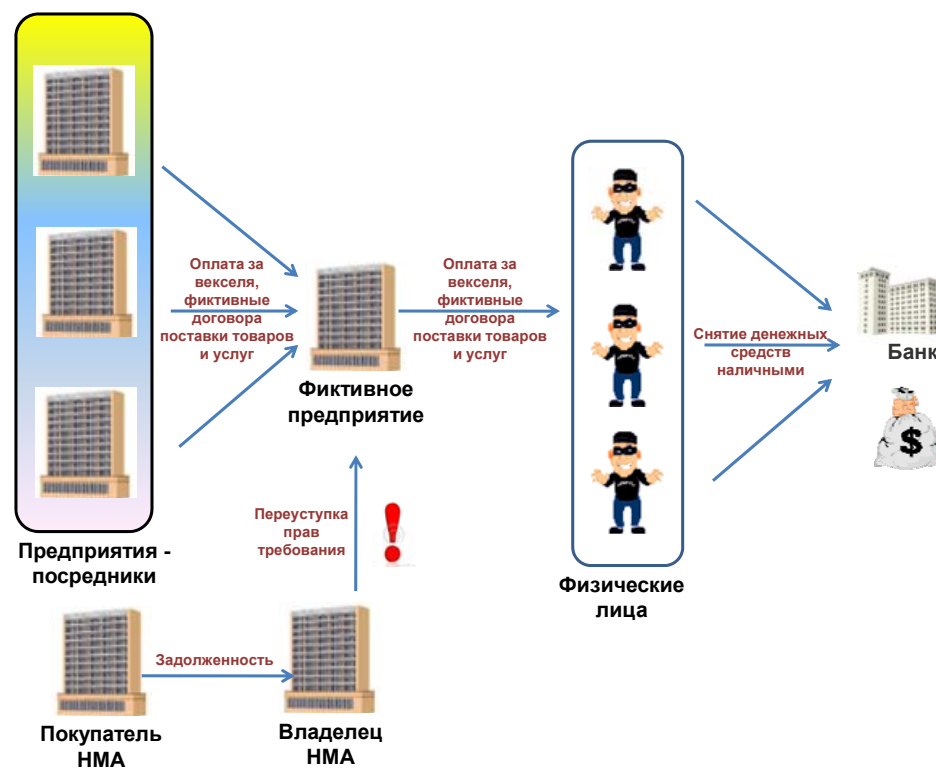 Оплата за
векселя,
фиктивные
договора
поставки товаров
и услуг
Оплата за
векселя,
фиктивные
договора
поставки товаров
и услуг
Снятие денежных
средств
наличными
Банк
$
Фиктивное
предприятие
Переуступка
прав
требования
Предприятия -
посредники
Физические
лица
Задолженность
Покупатель
НМА
Владелец
НМА